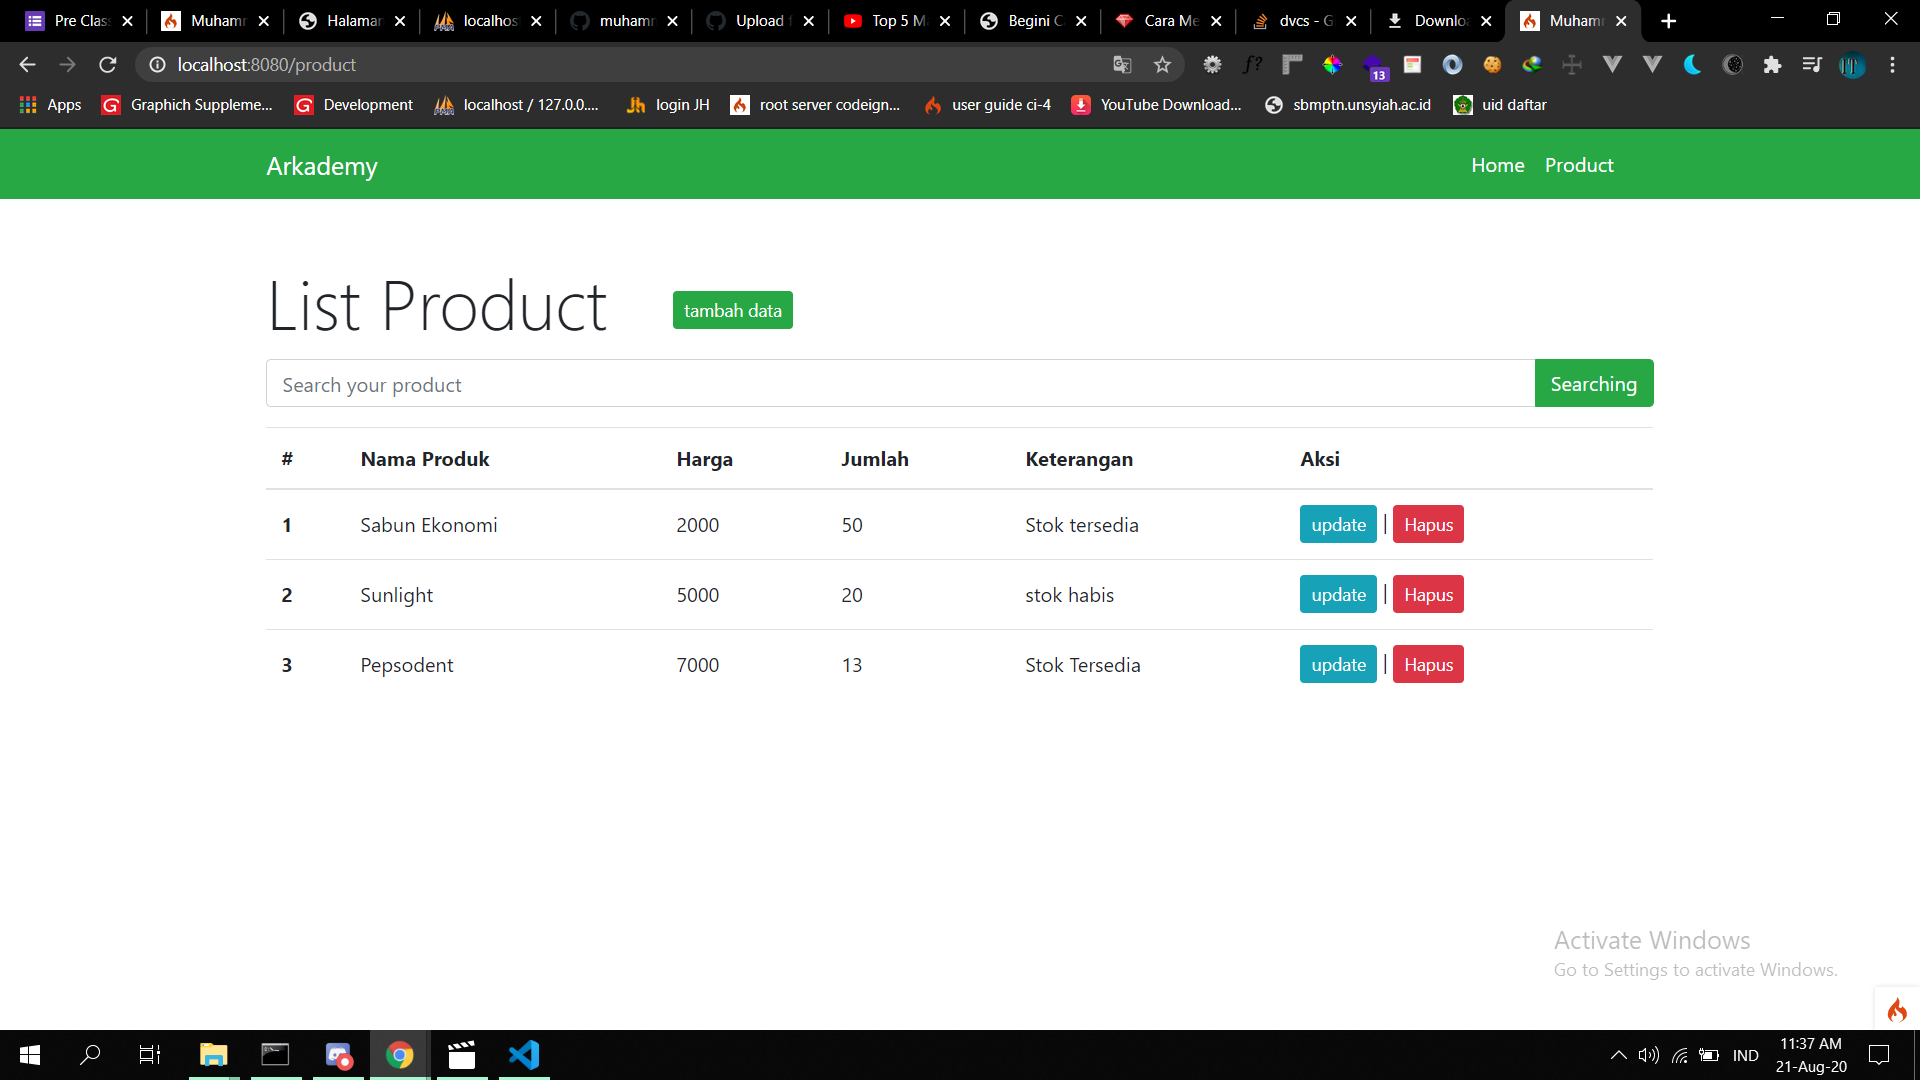 Pre Clas
Muhamm
Halaman
localhos
muhamm
Upload f
Top 5 M
Begini C
Cara Me
dvcs - G
Downloa
Muhamm
localhost:8080/product
13
Apps
Graphich Suppleme...
Development
localhost / 127.0.0....
login JH
root server codeign...
user guide ci-4
YouTube Download...
sbmptn.unsyiah.ac.id
uid daftar
Arkademy
Home
Product
List Product
tambah data
Search your product
Searching
# Nama Produk Harga Jumlah Keterangan Aksi
1 Sabun Ekonomi 2000 50 Stok tersedia update | Hapus
2 Sunlight 5000 20 stok habis update | Hapus
3 Pepsodent 7000 13 Stok Tersedia update | Hapus
Activate Windows
Go to Settings to activate Windows.
IND
11:37 AM
21-Aug-20